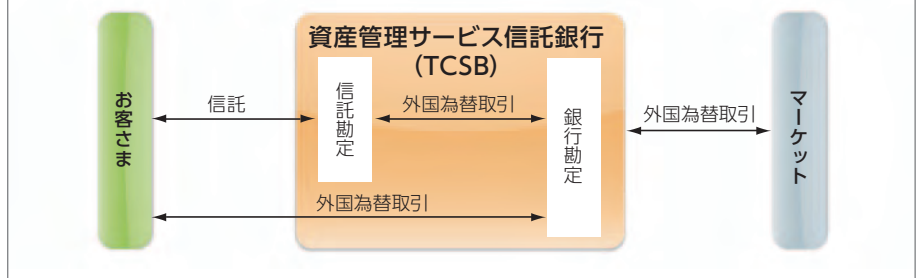 資産管理サービス信託銀行
(TCSB)
お客さま
信託
信託勘定
外国為替取引
銀行勘定
外国為替取引
マーケット
外国為替取引